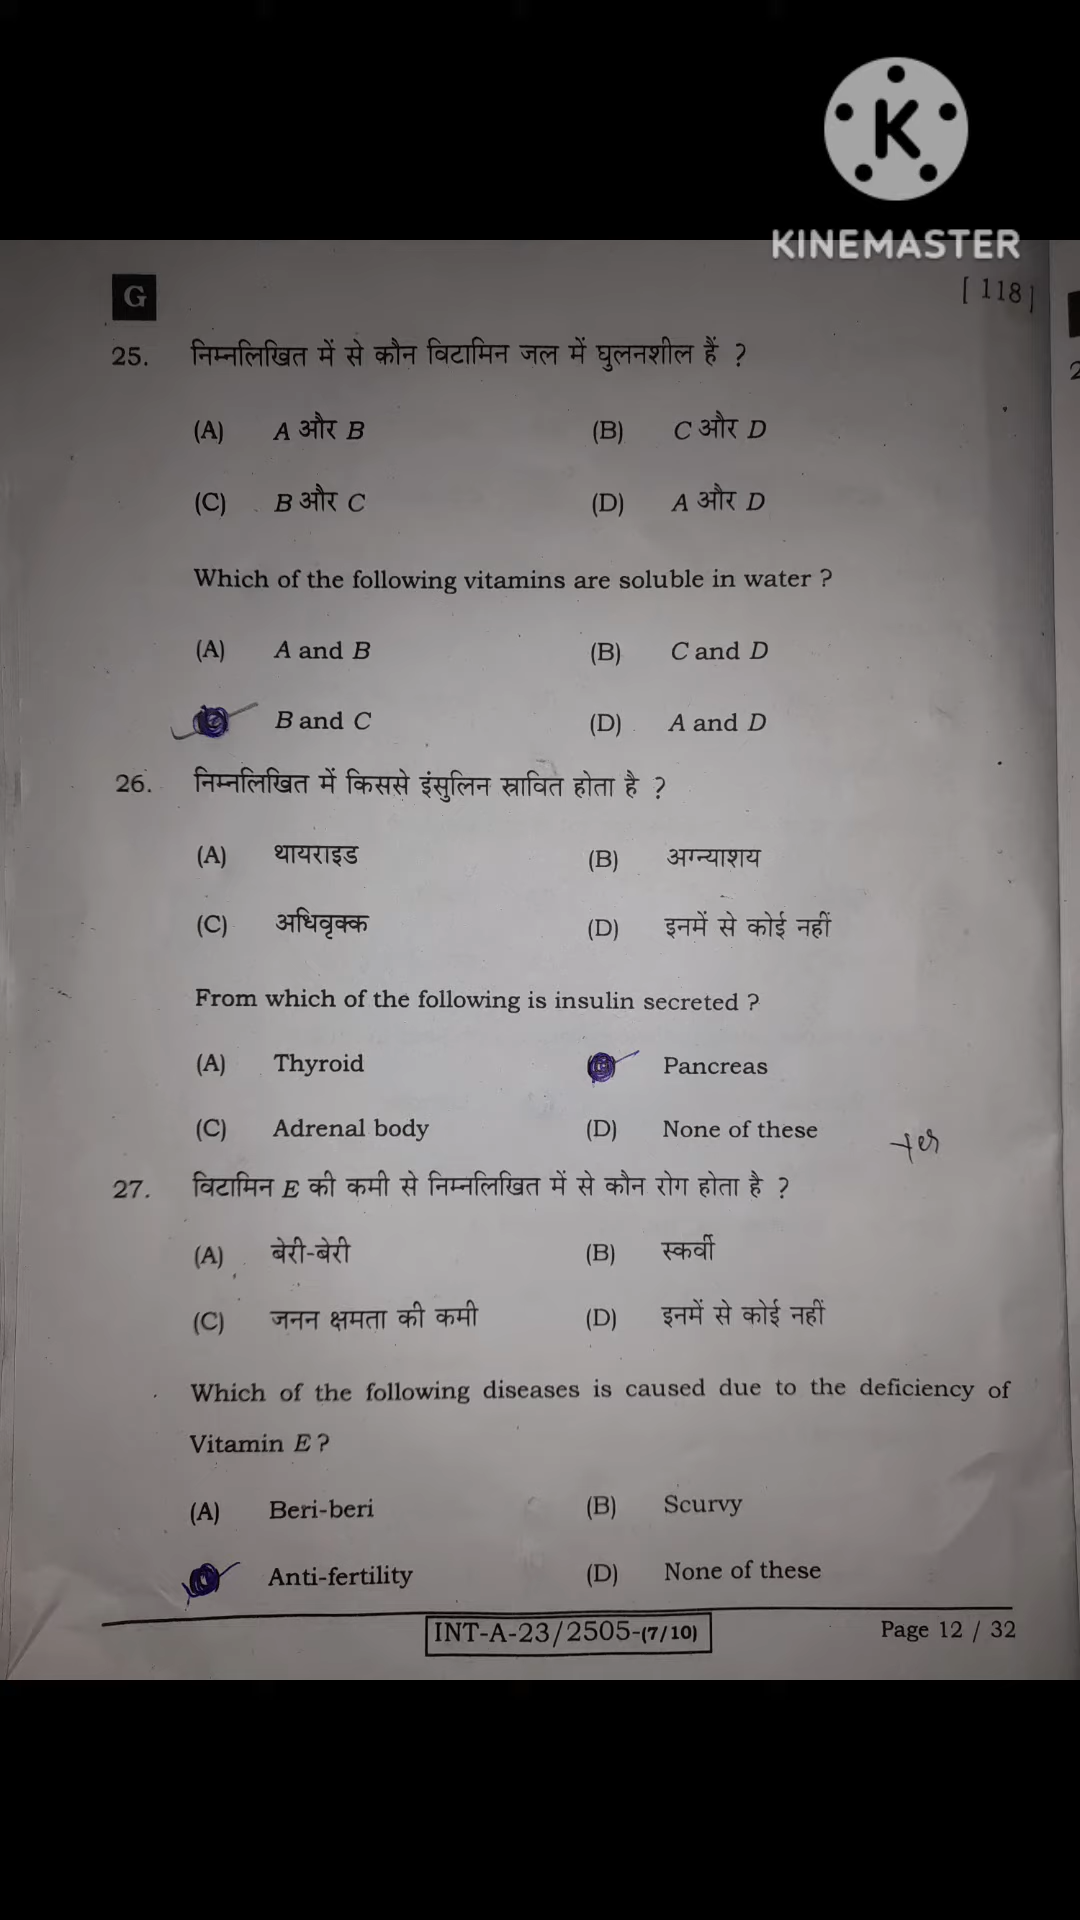 K
KINEMASTER
G
[ 118 ]
25. निम्नलिखित में से कौन विटामिन जल में घुलनशील हैं ?
(A) A और B (B) C और D
(C) B और C (D) A और D
Which of the following vitamins are soluble in water ?
(A) A and B (B) C and D
B and C (D) A and D
26. निम्नलिखित में किससे इंसुलिन स्रावित होता है ?
(A) थायराइड (B) अग्न्याशय
(C) अधिवृक्क (D) इनमें से कोई नहीं
From which of the following is insulin secreted ?
(A) Thyroid Pancreas
(C) Adrenal body (D) None of these
27. विटामिन E की कमी से निम्नलिखित में से कौन रोग होता है ?
(A) बेरी-बेरी (B) स्कर्वी
(C) जनन क्षमता की कमी (D) इनमें से कोई नहीं
Which of the following diseases is caused due to the deficiency of
Vitamin E ?
(A) Beri-beri (B) Scurvy
Anti-fertility (D) None of these
INT-A-23/2505-(7/10) Page 12 / 32